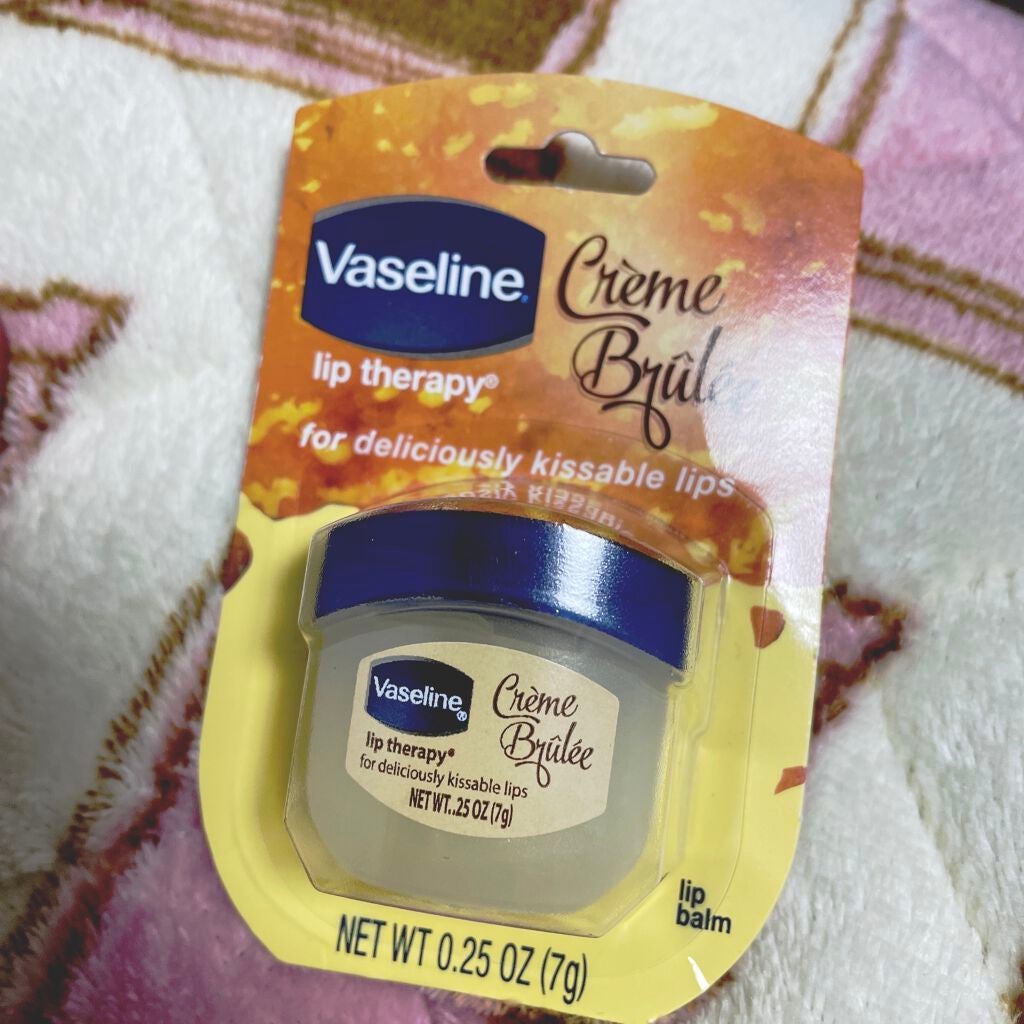 Vaseline®
lip therapy®
Crème
Brûlée
for deliciously kissable lips
Vaseline®
lip therapy®
Crème
Brûlée
for deliciously kissable lips
NET WT..25 OZ (7g)
lip
balm
NET WT 0.25 OZ (7g)